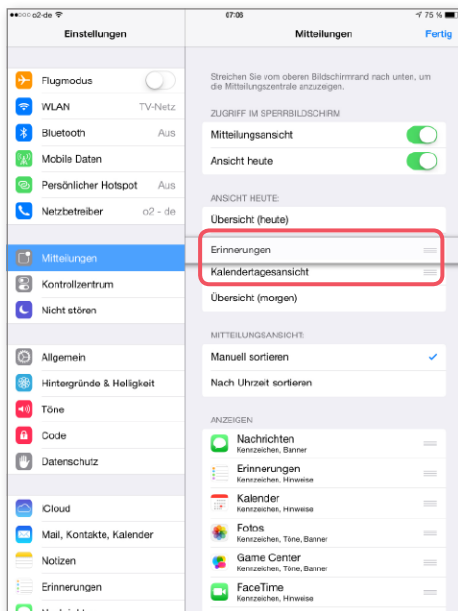 o2-de
67:06
75 %
Einstellungen
Mitteilungen
Fertig
Flugmodus
WLAN TV-Netz
Bluetooth Aus
Mobile Daten
Persönlicher Hotspot Aus
Netzbetreiber o2 - de
Mitteilungen
Kontrollzentrum
Nicht stören
Allgemein
Hintergründe & Helligkeit
Töne
Code
Datenschutz
iCloud
Mail, Kontakte, Kalender
Notizen
Erinnerungen
Streichen Sie vom oberen Bildschirmrand nach unten, um
die Mitteilungszentrale anzuzeigen.
ZUGRIFF IM SPERRBILDSCHIRM
Mitteilungsansicht
Ansicht heute
ANSICHT HEUTE:
Übersicht (heute)
Erinnerungen
Kalendertagesansicht
Übersicht (morgen)
MITTEILUNGSANSICHT:
Manuell sortieren
Nach Uhrzeit sortieren
ANZEIGEN
Nachrichten
Kennzeichen, Banner
Erinnerungen
Kennzeichen, Hinweise
Kalender
Kennzeichen, Hinweise
Fotos
Kennzeichen, Töne, Banner
Game Center
Kennzeichen, Töne, Banner
FaceTime
Kennzeichen, Hinweise